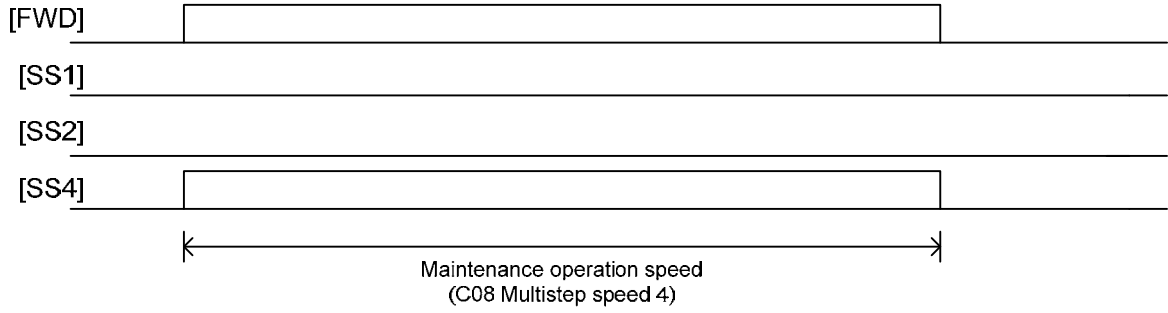 [FWD]
[SS1]
[SS2]
[SS4]
Maintenance operation speed
(C08 Multistep speed 4)